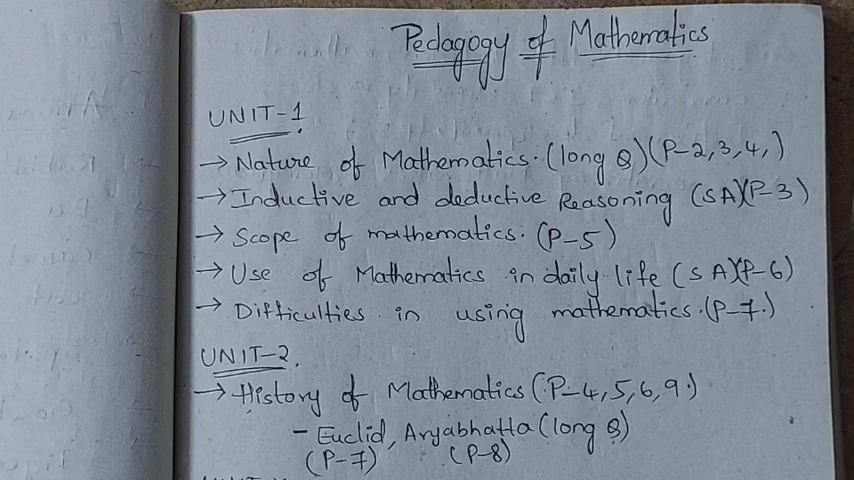 Pedagogy of Mathematics
UNIT-1
→ Nature of Mathematics. (long Q) (P-2, 3, 4,)
→ Inductive and deductive Reasoning (SA)(P-3)
→ Scope of mathematics. (P-5)
→ Use of Mathematics in daily life (SA)(P-6)
→ Difficulties in using mathematics. (P-7.)
UNIT-2.
→ History of Mathematics (P-4, 5, 6, 9.)
- Euclid, Aryabhatta (long Q)
(P-7) (P-8)